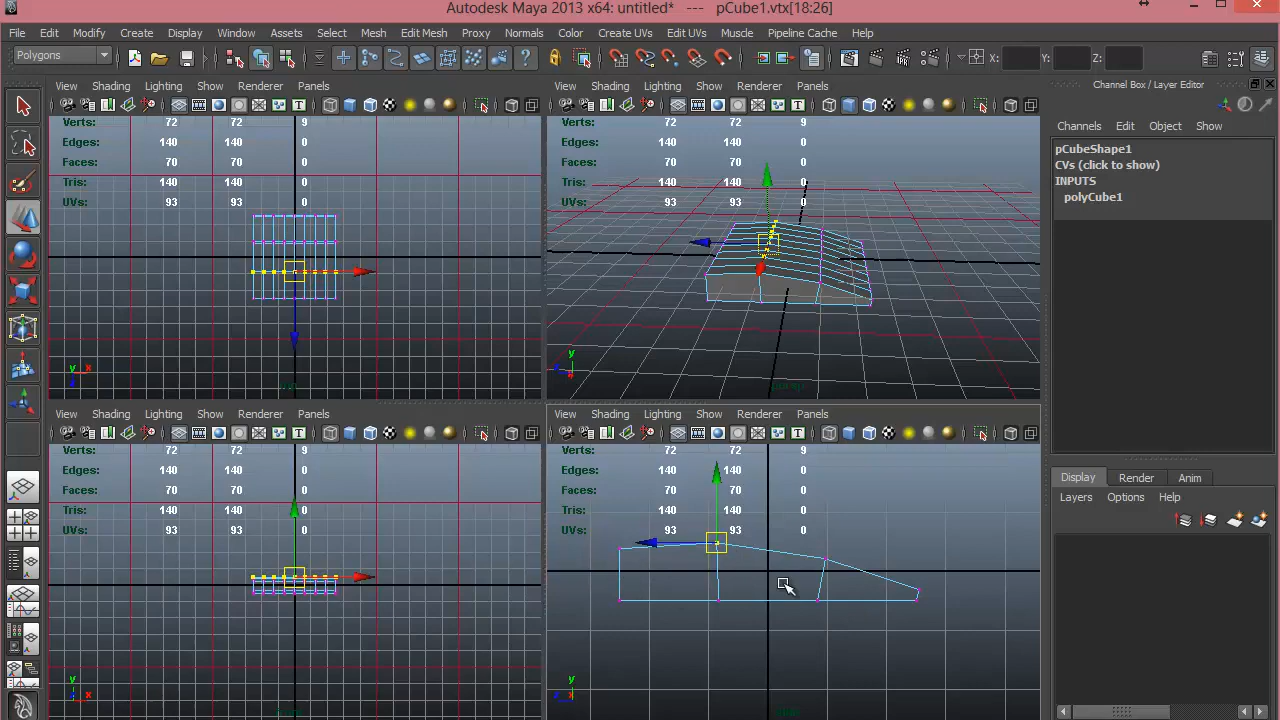 Autodesk Maya 2013 x64: untitled*   ---   pCube1.vtx[18:26]
File Edit Modify Create Display Window Assets Select Mesh Edit Mesh Proxy Normals Color Create UVs Edit UVs Muscle Pipeline Cache Help
Polygons X: Y: Z:
View Shading Lighting Show Renderer Panels
Verts: 72 72 9
Edges: 140 140 0
Faces: 70 70 0
Tris: 140 140 0
UVs: 93 93 0
y x
z
View Shading Lighting Show Renderer Panels
Verts: 72 72 9
Edges: 140 140 0
Faces: 70 70 0
Tris: 140 140 0
UVs: 93 93 0
y
persp
View Shading Lighting Show Renderer Panels
Verts: 72 72 9
Edges: 140 140 0
Faces: 70 70 0
Tris: 140 140 0
UVs: 93 93 0
y
z x
View Shading Lighting Show Renderer Panels
Verts: 72 72 9
Edges: 140 140 0
Faces: 70 70 0
Tris: 140 140 0
UVs: 93 93 0
y
z x
Channel Box / Layer Editor
Channels Edit Object Show
pCubeShape1
CVs (click to show)
INPUTS
polyCube1
Display Render Anim
Layers Options Help